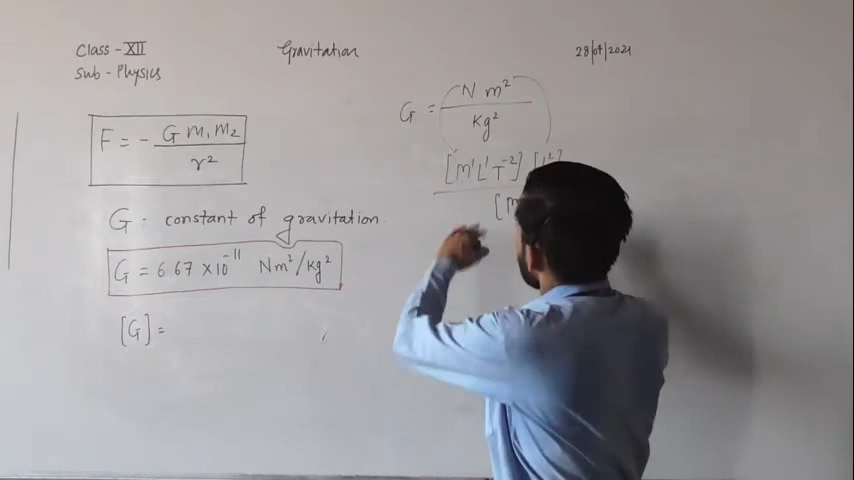 Class - XII
Gravitation
28/07/2021
Sub - Physics
F = - G m₁ m₂ / r²
G - constant of gravitation
G = 6.67 × 10⁻¹¹ Nm²/Kg²
[G] =
G = N m² / Kg²
[M¹L¹T⁻²] [L²]
[M